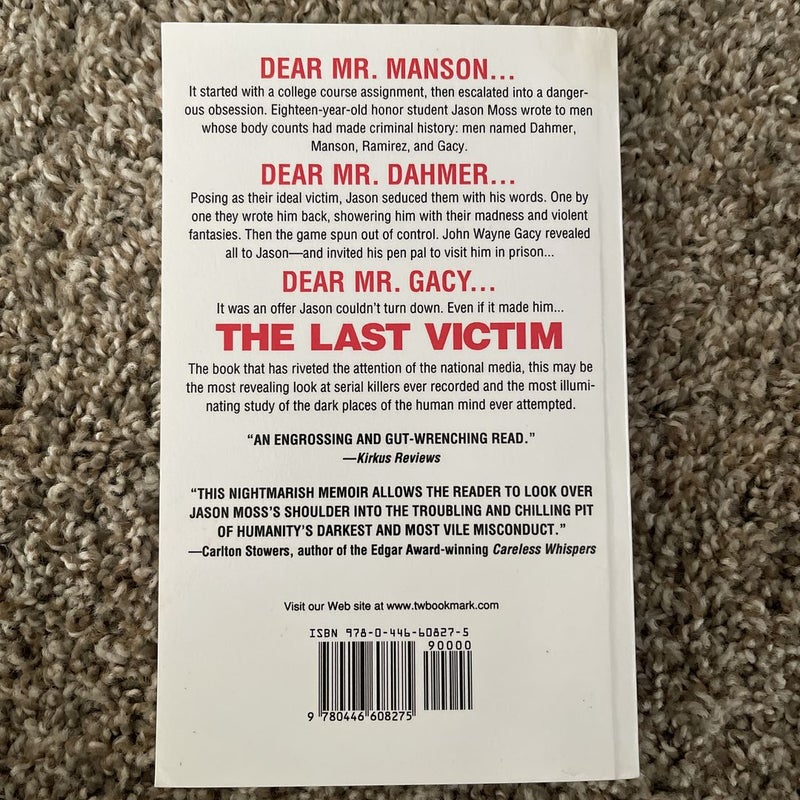 DEAR MR. MANSON...
It started with a college course assignment, then escalated into a danger-
ous obsession. Eighteen-year-old honor student Jason Moss wrote to men
whose body counts had made criminal history: men named Dahmer,
Manson, Ramirez, and Gacy.
DEAR MR. DAHMER...
Posing as their ideal victim, Jason seduced them with his words. One by
one they wrote him back, showering him with their madness and violent
fantasies. Then the game spun out of control. John Wayne Gacy revealed
all to Jason—and invited his pen pal to visit him in prison...
DEAR MR. GACY...
It was an offer Jason couldn't turn down. Even if it made him...
THE LAST VICTIM
The book that has riveted the attention of the national media, this may be
the most revealing look at serial killers ever recorded and the most illumi-
nating study of the dark places of the human mind ever attempted.
“AN ENGROSSING AND GUT-WRENCHING READ.”
—Kirkus Reviews
“THIS NIGHTMARISH MEMOIR ALLOWS THE READER TO LOOK OVER
JASON MOSS'S SHOULDER INTO THE TROUBLING AND CHILLING PIT
OF HUMANITY'S DARKEST AND MOST VILE MISCONDUCT.”
—Carlton Stowers, author of the Edgar Award-winning Careless Whispers
Visit our Web site at www.twbookmark.com
ISBN 978-0-446-60827-5
90000
9 780446 608275